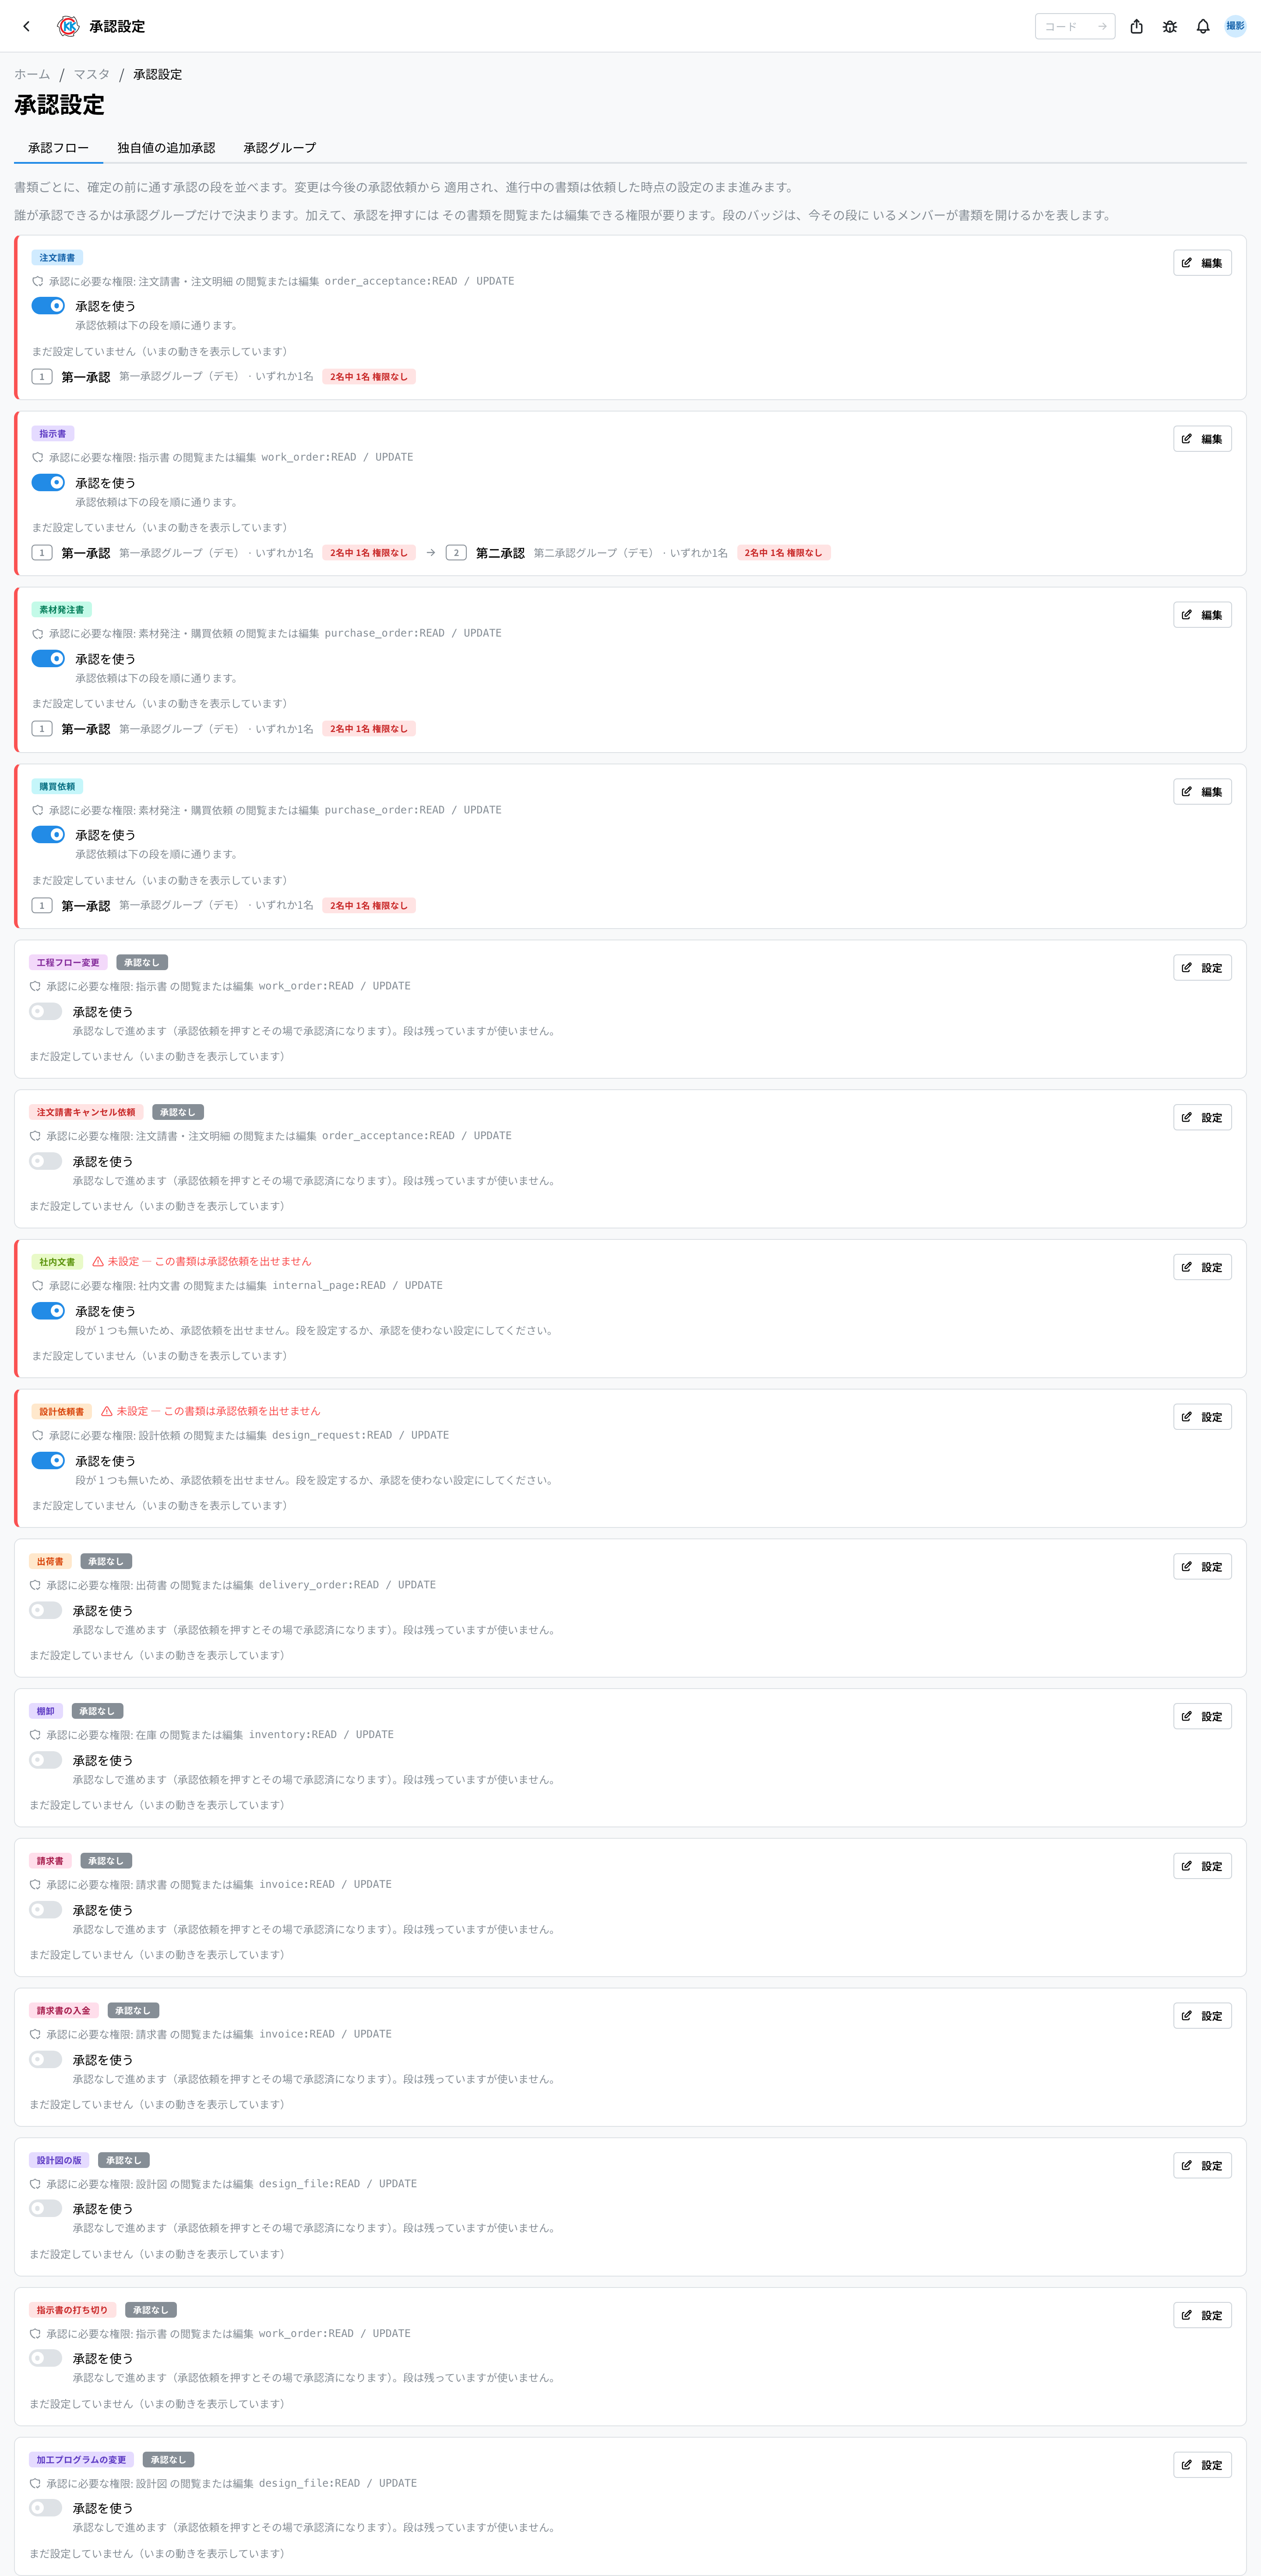 承認設定
コード
撮影
ホーム / マスタ / 承認設定
承認設定
承認フロー 独自値の追加承認 承認グループ
書類ごとに、確定の前に通す承認の段を並べます。変更は今後の承認依頼から 適用され、進行中の書類は依頼した時点の設定のまま進みます。
誰が承認できるかは承認グループだけで決まります。加えて、承認を押すには その書類を閲覧または編集できる権限が要ります。段のバッジは、今その段に いるメンバーが書類を開けるかを表します。
注文請書
編集
承認に必要な権限: 注文請書・注文明細 の閲覧または編集 order_acceptance:READ / UPDATE
承認を使う
承認依頼は下の段を順に通ります。
まだ設定していません（いまの動きを表示しています）
1 第一承認 第一承認グループ（デモ） · いずれか1名 2名中 1名 権限なし
指示書
編集
承認に必要な権限: 指示書 の閲覧または編集 work_order:READ / UPDATE
承認を使う
承認依頼は下の段を順に通ります。
まだ設定していません（いまの動きを表示しています）
1 第一承認 第一承認グループ（デモ） · いずれか1名 2名中 1名 権限なし → 2 第二承認 第二承認グループ（デモ） · いずれか1名 2名中 1名 権限なし
素材発注書
編集
承認に必要な権限: 素材発注・購買依頼 の閲覧または編集 purchase_order:READ / UPDATE
承認を使う
承認依頼は下の段を順に通ります。
まだ設定していません（いまの動きを表示しています）
1 第一承認 第一承認グループ（デモ） · いずれか1名 2名中 1名 権限なし
購買依頼
編集
承認に必要な権限: 素材発注・購買依頼 の閲覧または編集 purchase_order:READ / UPDATE
承認を使う
承認依頼は下の段を順に通ります。
まだ設定していません（いまの動きを表示しています）
1 第一承認 第一承認グループ（デモ） · いずれか1名 2名中 1名 権限なし
工程フロー変更 承認なし
設定
承認に必要な権限: 指示書 の閲覧または編集 work_order:READ / UPDATE
承認を使う
承認なしで進めます（承認依頼を押すとその場で承認済になります）。段は残っていますが使いません。
まだ設定していません（いまの動きを表示しています）
注文請書キャンセル依頼 承認なし
設定
承認に必要な権限: 注文請書・注文明細 の閲覧または編集 order_acceptance:READ / UPDATE
承認を使う
承認なしで進めます（承認依頼を押すとその場で承認済になります）。段は残っていますが使いません。
まだ設定していません（いまの動きを表示しています）
社内文書 未設定 — この書類は承認依頼を出せません
設定
承認に必要な権限: 社内文書 の閲覧または編集 internal_page:READ / UPDATE
承認を使う
段が 1 つも無いため、承認依頼を出せません。段を設定するか、承認を使わない設定にしてください。
まだ設定していません（いまの動きを表示しています）
設計依頼書 未設定 — この書類は承認依頼を出せません
設定
承認に必要な権限: 設計依頼 の閲覧または編集 design_request:READ / UPDATE
承認を使う
段が 1 つも無いため、承認依頼を出せません。段を設定するか、承認を使わない設定にしてください。
まだ設定していません（いまの動きを表示しています）
出荷書 承認なし
設定
承認に必要な権限: 出荷書 の閲覧または編集 delivery_order:READ / UPDATE
承認を使う
承認なしで進めます（承認依頼を押すとその場で承認済になります）。段は残っていますが使いません。
まだ設定していません（いまの動きを表示しています）
棚卸 承認なし
設定
承認に必要な権限: 在庫 の閲覧または編集 inventory:READ / UPDATE
承認を使う
承認なしで進めます（承認依頼を押すとその場で承認済になります）。段は残っていますが使いません。
まだ設定していません（いまの動きを表示しています）
請求書 承認なし
設定
承認に必要な権限: 請求書 の閲覧または編集 invoice:READ / UPDATE
承認を使う
承認なしで進めます（承認依頼を押すとその場で承認済になります）。段は残っていますが使いません。
まだ設定していません（いまの動きを表示しています）
請求書の入金 承認なし
設定
承認に必要な権限: 請求書 の閲覧または編集 invoice:READ / UPDATE
承認を使う
承認なしで進めます（承認依頼を押すとその場で承認済になります）。段は残っていますが使いません。
まだ設定していません（いまの動きを表示しています）
設計図の版 承認なし
設定
承認に必要な権限: 設計図 の閲覧または編集 design_file:READ / UPDATE
承認を使う
承認なしで進めます（承認依頼を押すとその場で承認済になります）。段は残っていますが使いません。
まだ設定していません（いまの動きを表示しています）
指示書の打ち切り 承認なし
設定
承認に必要な権限: 指示書 の閲覧または編集 work_order:READ / UPDATE
承認を使う
承認なしで進めます（承認依頼を押すとその場で承認済になります）。段は残っていますが使いません。
まだ設定していません（いまの動きを表示しています）
加工プログラムの変更 承認なし
設定
承認に必要な権限: 設計図 の閲覧または編集 design_file:READ / UPDATE
承認を使う
承認なしで進めます（承認依頼を押すとその場で承認済になります）。段は残っていますが使いません。
まだ設定していません（いまの動きを表示しています）